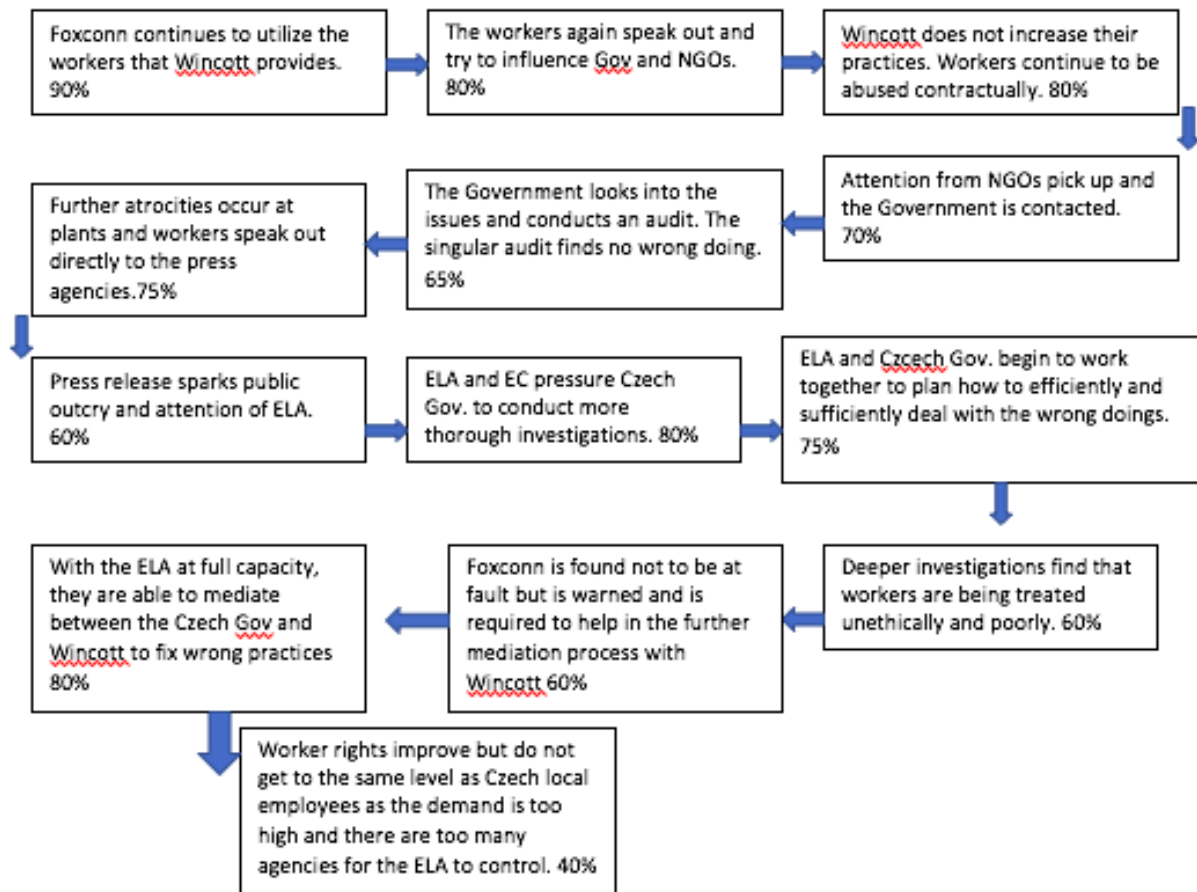 Foxconn continues to utilize the
workers that Wincott provides.
90%
The workers again speak out and
try to influence Gov and NGOs.
80%
Wincott does not increase their
practices. Workers continue to be
abused contractually. 80%
Attention from NGOs pick up and
the Government is contacted.
70%
The Government looks into the
issues and conducts an audit. The
singular audit finds no wrong doing.
65%
Further atrocities occur at
plants and workers speak out
directly to the press
agencies.75%
Press release sparks public
outcry and attention of ELA.
60%
ELA and EC pressure Czech
Gov. to conduct more
thorough investigations. 80%
ELA and Czcech Gov. begin to work
together to plan how to efficiently and
sufficiently deal with the wrong doings.
75%
Deeper investigations find that
workers are being treated
unethically and poorly. 60%
Foxconn is found not to be at
fault but is warned and is
required to help in the further
mediation process with
Wincott 60%
With the ELA at full capacity,
they are able to mediate
between the Czech Gov and
Wincott to fix wrong practices
80%
Worker rights improve but do not
get to the same level as Czech local
employees as the demand is too
high and there are too many
agencies for the ELA to control. 40%